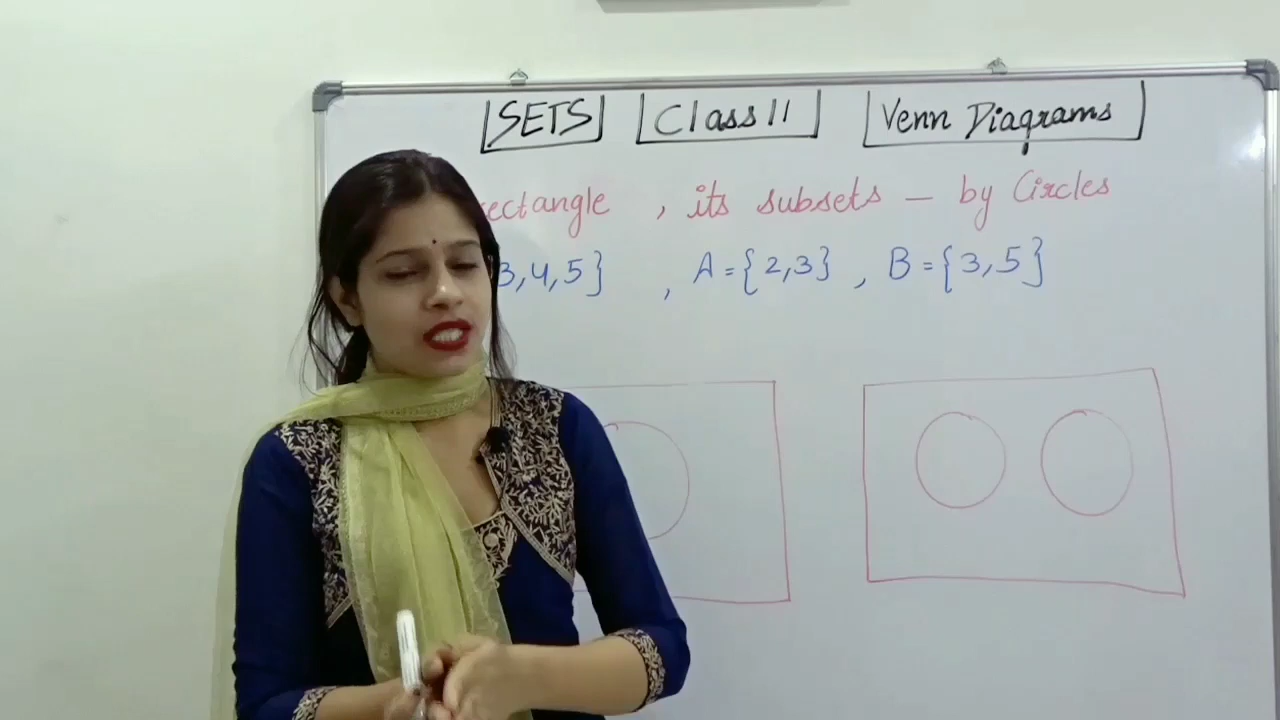 SETS Class 11 Venn Diagrams
rectangle , its subsets – by Circles
3,4,5} , A = {2,3} , B = {3,5}